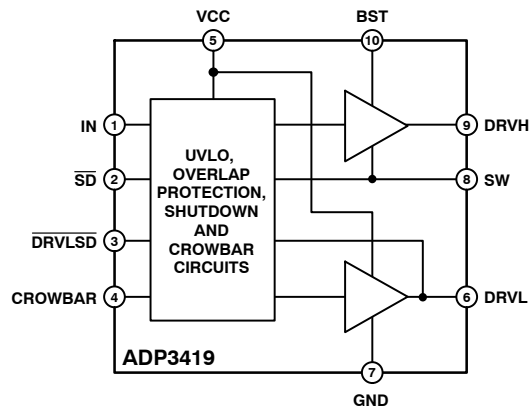 VCC
BST
5
10
IN
1
9
DRVH
UVLO,
OVERLAP
PROTECTION,
SHUTDOWN
AND
CROWBAR
CIRCUITS
SD
2
8
SW
DRVLSD
3
CROWBAR
4
6
DRVL
ADP3419
7
GND